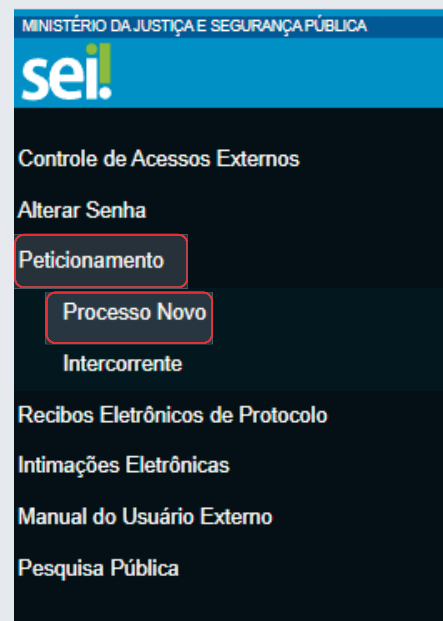 MINISTÉRIO DA JUSTIÇA E SEGURANÇA PÚBLICA
sei!
Controle de Acessos Externos
Alterar Senha
Peticionamento
Processo Novo
Intercorrente
Recibos Eletrônicos de Protocolo
Intimações Eletrônicas
Manual do Usuário Externo
Pesquisa Pública